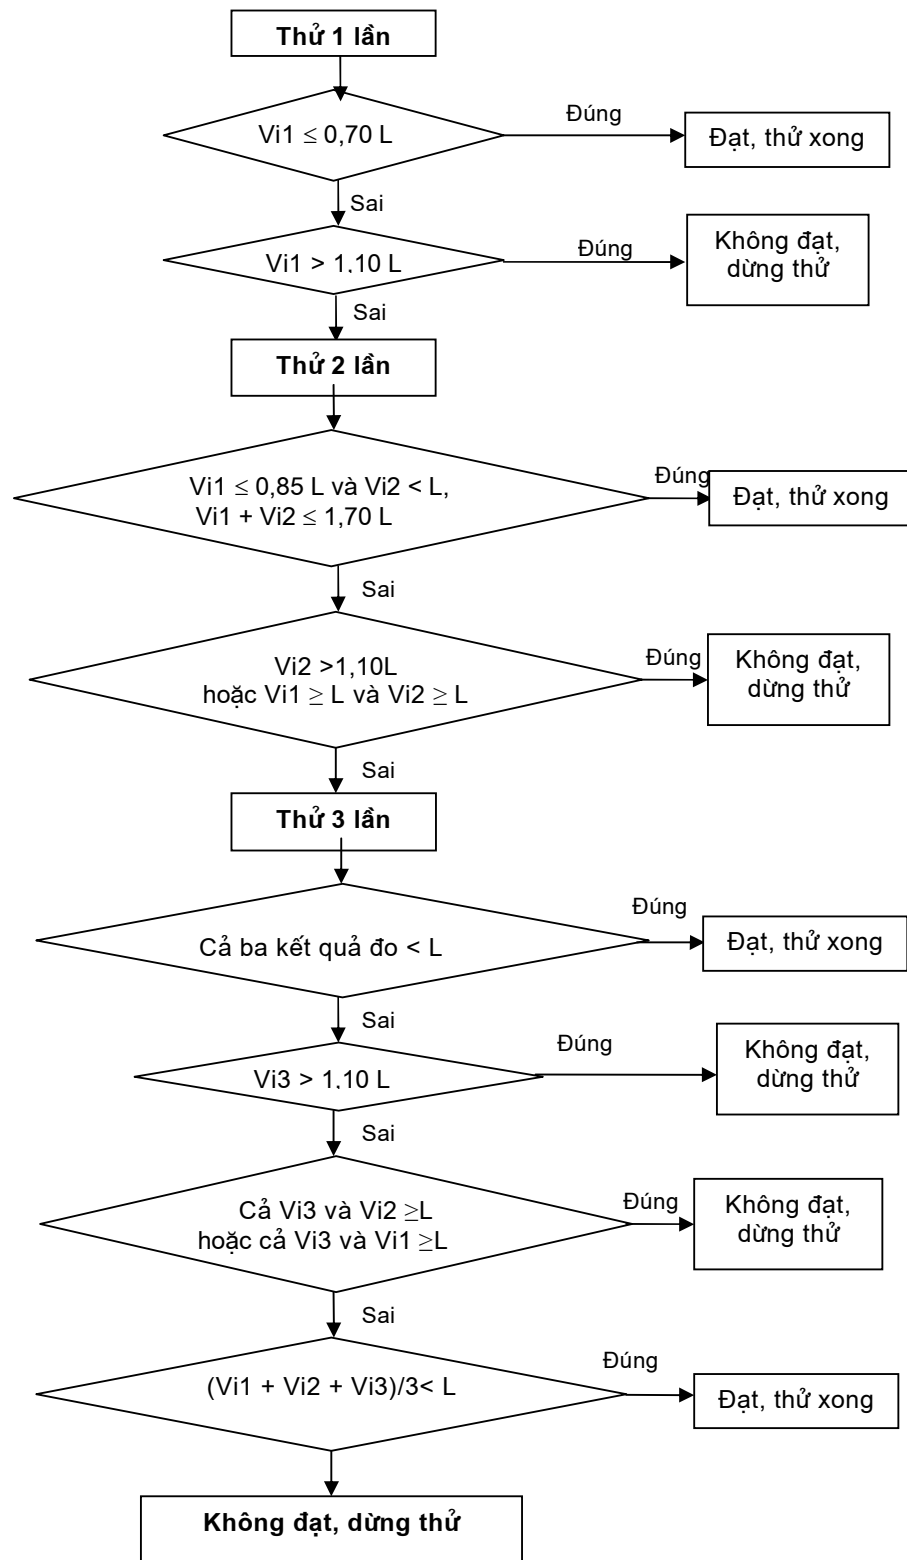 Thử 1 lần
Vi1 ≤ 0,70 L
Đúng
Đạt, thử xong
Sai
Vi1 > 1,10 L
Đúng
Không đạt,
dừng thử
Sai
Thử 2 lần
Vi1 ≤ 0,85 L và Vi2 < L,
Vi1 + Vi2 ≤ 1,70 L
Đúng
Đạt, thử xong
Sai
Vi2 >1,10L
hoặc Vi1 ≥ L và Vi2 ≥ L
Đúng
Không đạt,
dừng thử
Sai
Thử 3 lần
Cả ba kết quả đo < L
Đúng
Đạt, thử xong
Sai
Vi3 > 1,10 L
Đúng
Không đạt,
dừng thử
Sai
Cả Vi3 và Vi2 ≥L
hoặc cả Vi3 và Vi1 ≥L
Đúng
Không đạt,
dừng thử
Sai
(Vi1 + Vi2 + Vi3)/3< L
Đúng
Đạt, thử xong
Không đạt, dừng thử